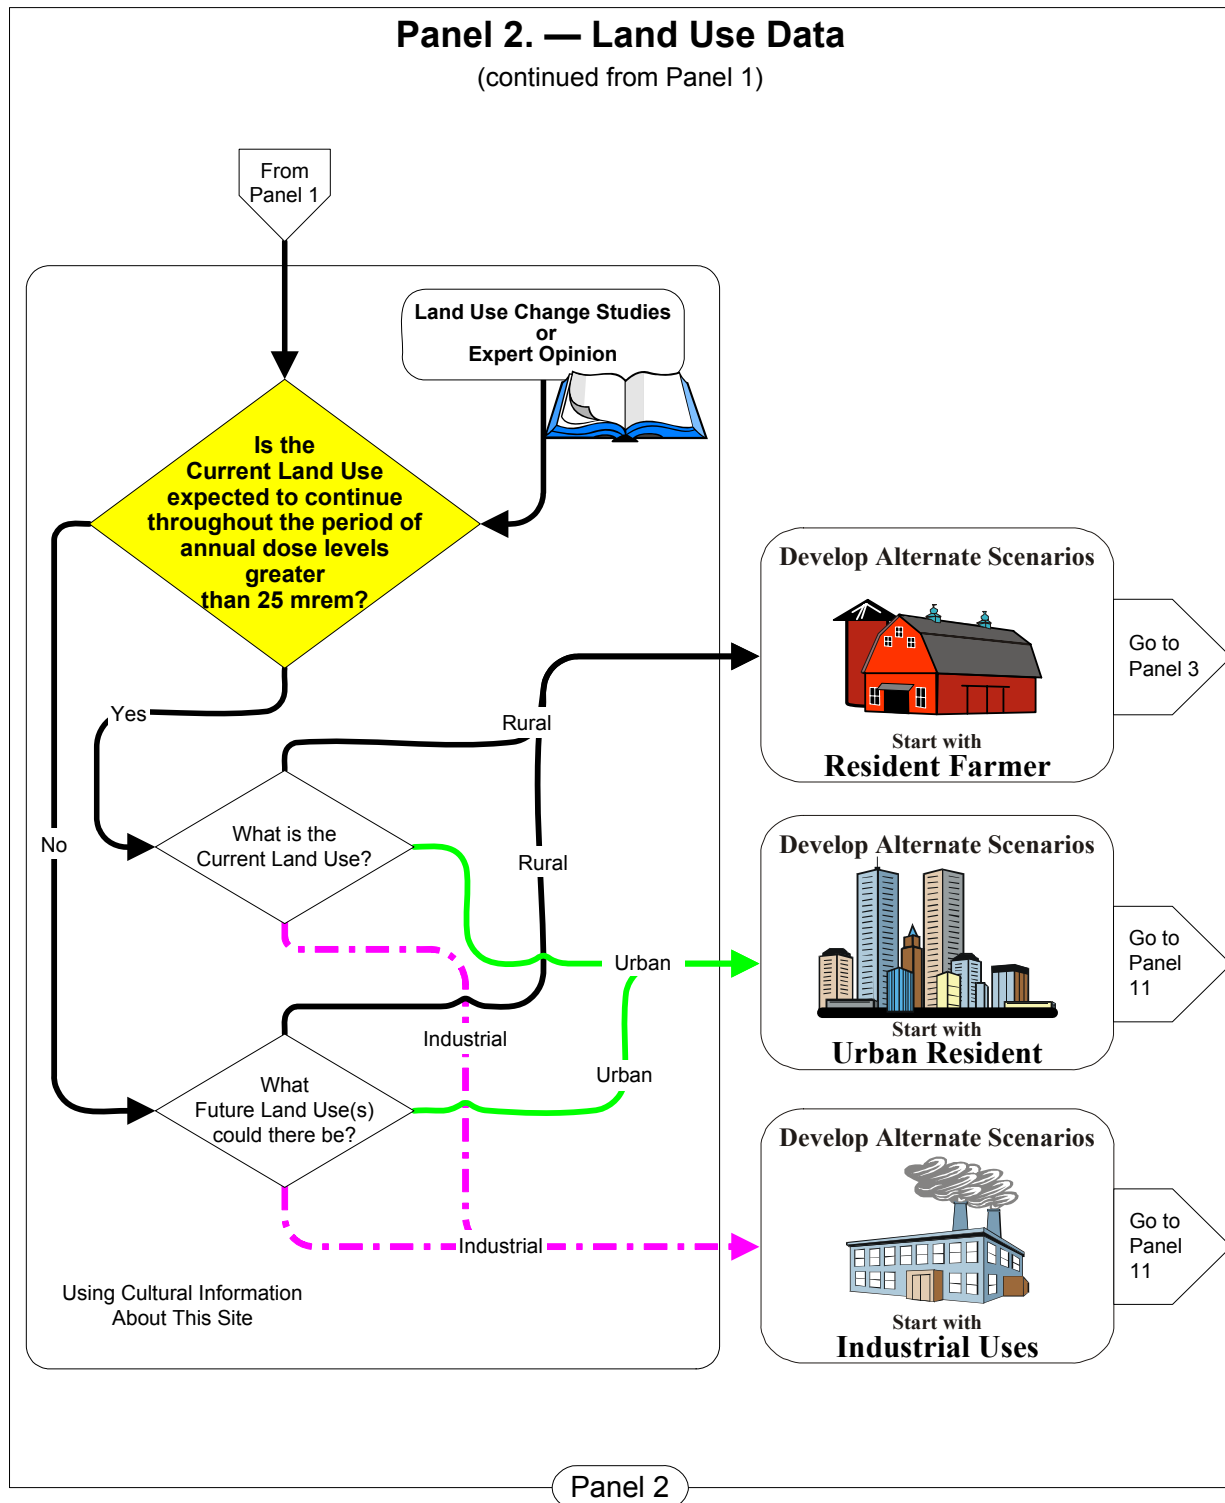 Panel 2. — Land Use Data
(continued from Panel 1)
From
Panel 1
Land Use Change Studies
or
Expert Opinion
Is the
Current Land Use
expected to continue
throughout the period of
annual dose levels
greater
than 25 mrem?
Yes
No
What is the
Current Land Use?
Rural
Rural
Urban
Industrial
What
Future Land Use(s)
could there be?
Urban
Industrial
Using Cultural Information
About This Site
Develop Alternate Scenarios
Start with
Resident Farmer
Go to
Panel 3
Develop Alternate Scenarios
Start with
Urban Resident
Go to
Panel
11
Develop Alternate Scenarios
Start with
Industrial Uses
Go to
Panel
11
Panel 2